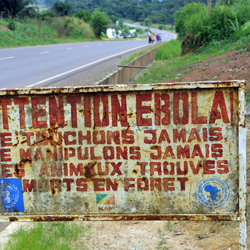 ATTENTION EBOLA
NE TOUCHONS JAMAIS
NE MANIPULONS JAMAIS
LES ANIMAUX TROUVES
MORTS EN FORET